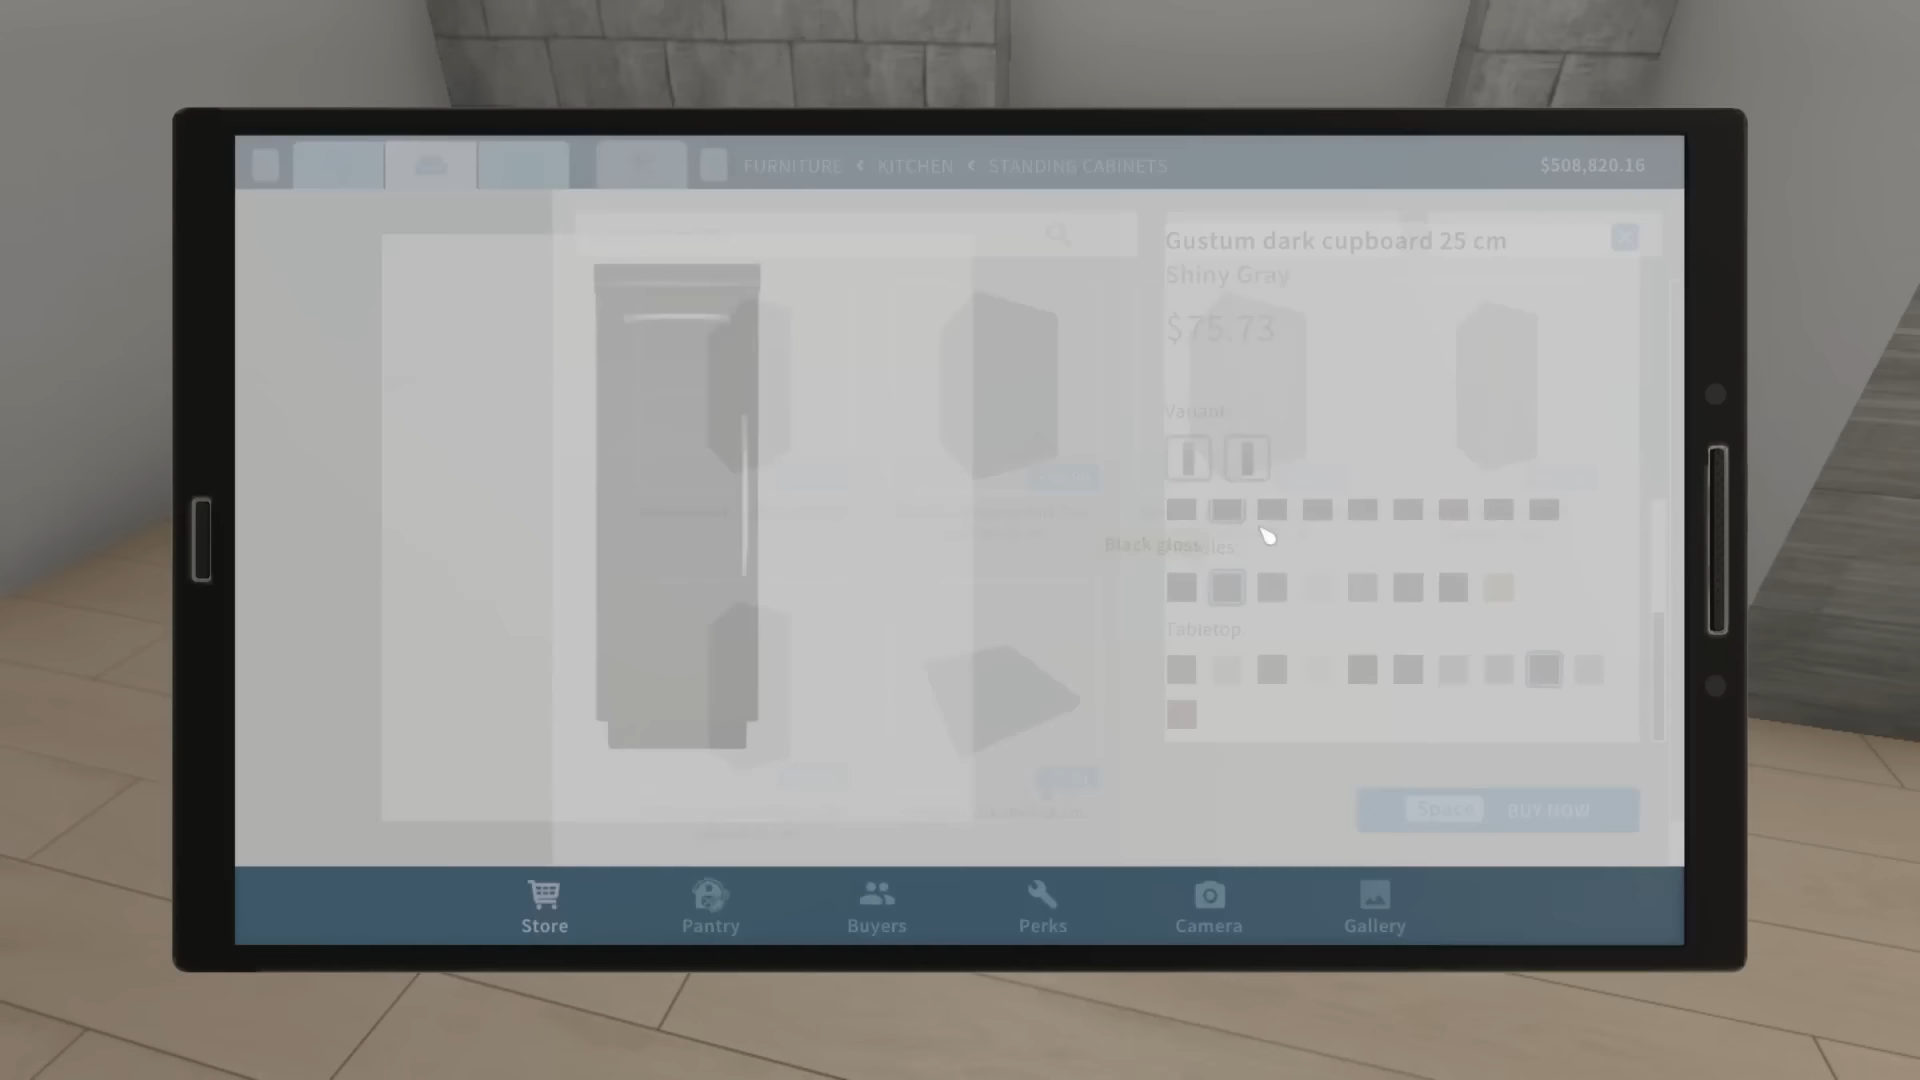 FURNITURE < KITCHEN < STANDING CABINETS
$508,820.16
Gustum dark cupboard 25 cm
Shiny Gray
$75.73
Variant
Black gloss
Tabletop
Space BUY NOW
Store
Pantry
Buyers
Perks
Camera
Gallery